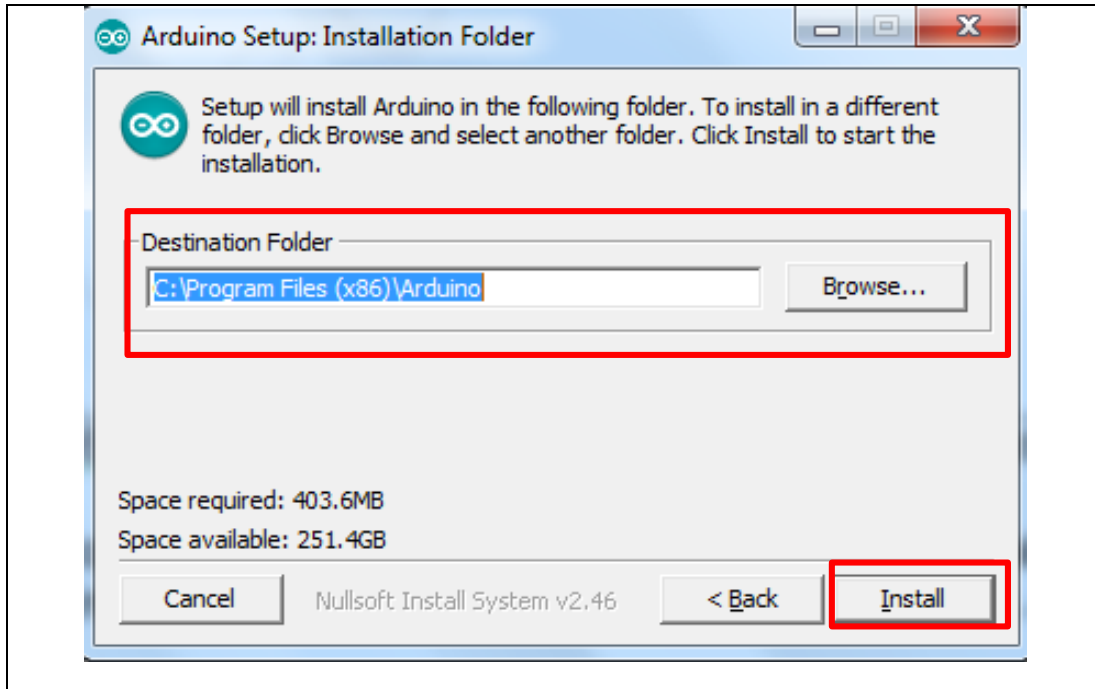 Arduino Setup: Installation Folder
Setup will install Arduino in the following folder. To install in a different
folder, click Browse and select another folder. Click Install to start the
installation.
Destination Folder
C:\Program Files (x86)\Arduino
Browse...
Space required: 403.6MB
Space available: 251.4GB
Cancel
Nullsoft Install System v2.46
< Back
Install